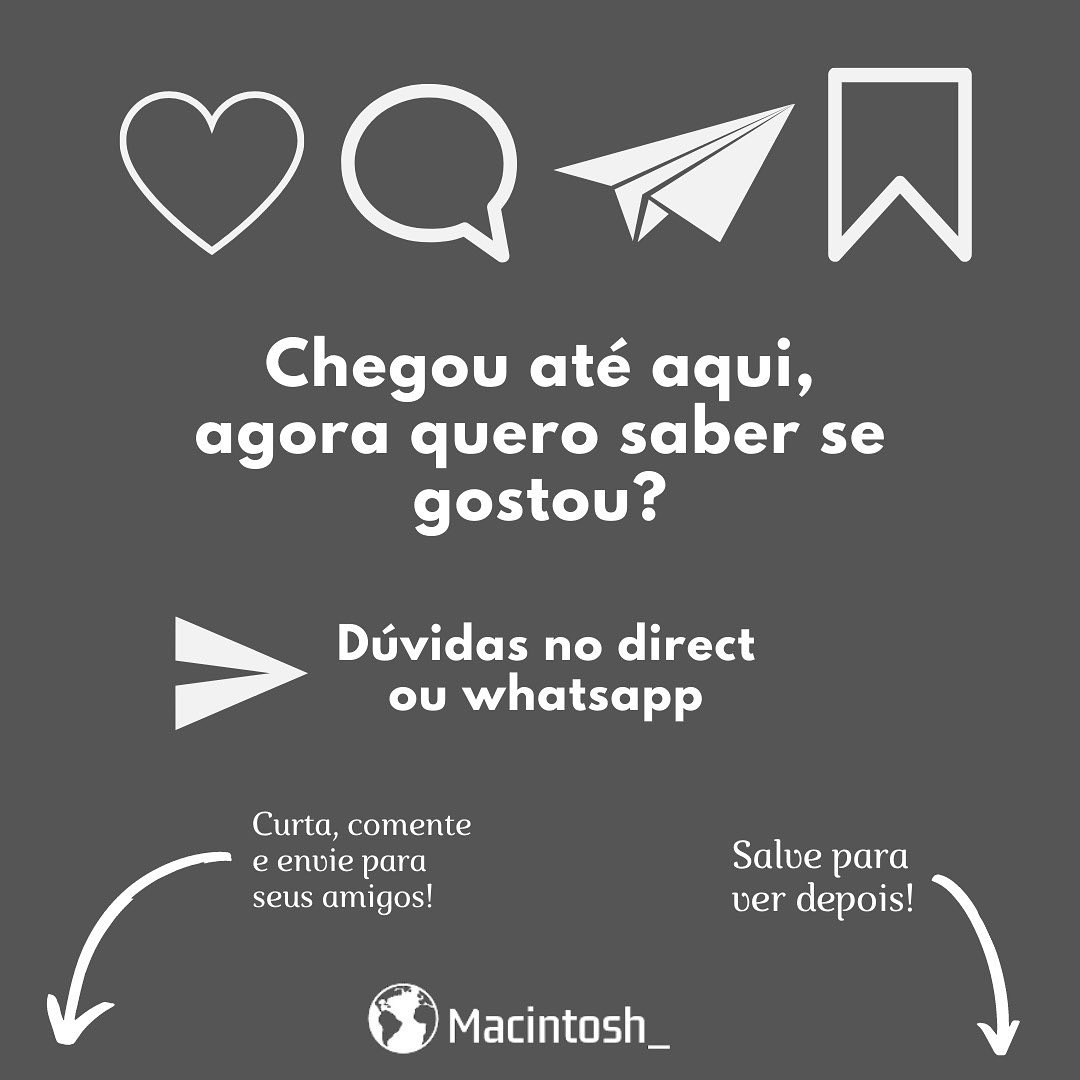 Chegou até aqui,
agora quero saber se
gostou?
Dúvidas no direct
ou whatsapp
Curta, comente
e envie para
seus amigos!
Salve para
ver depois!
Macintosh_